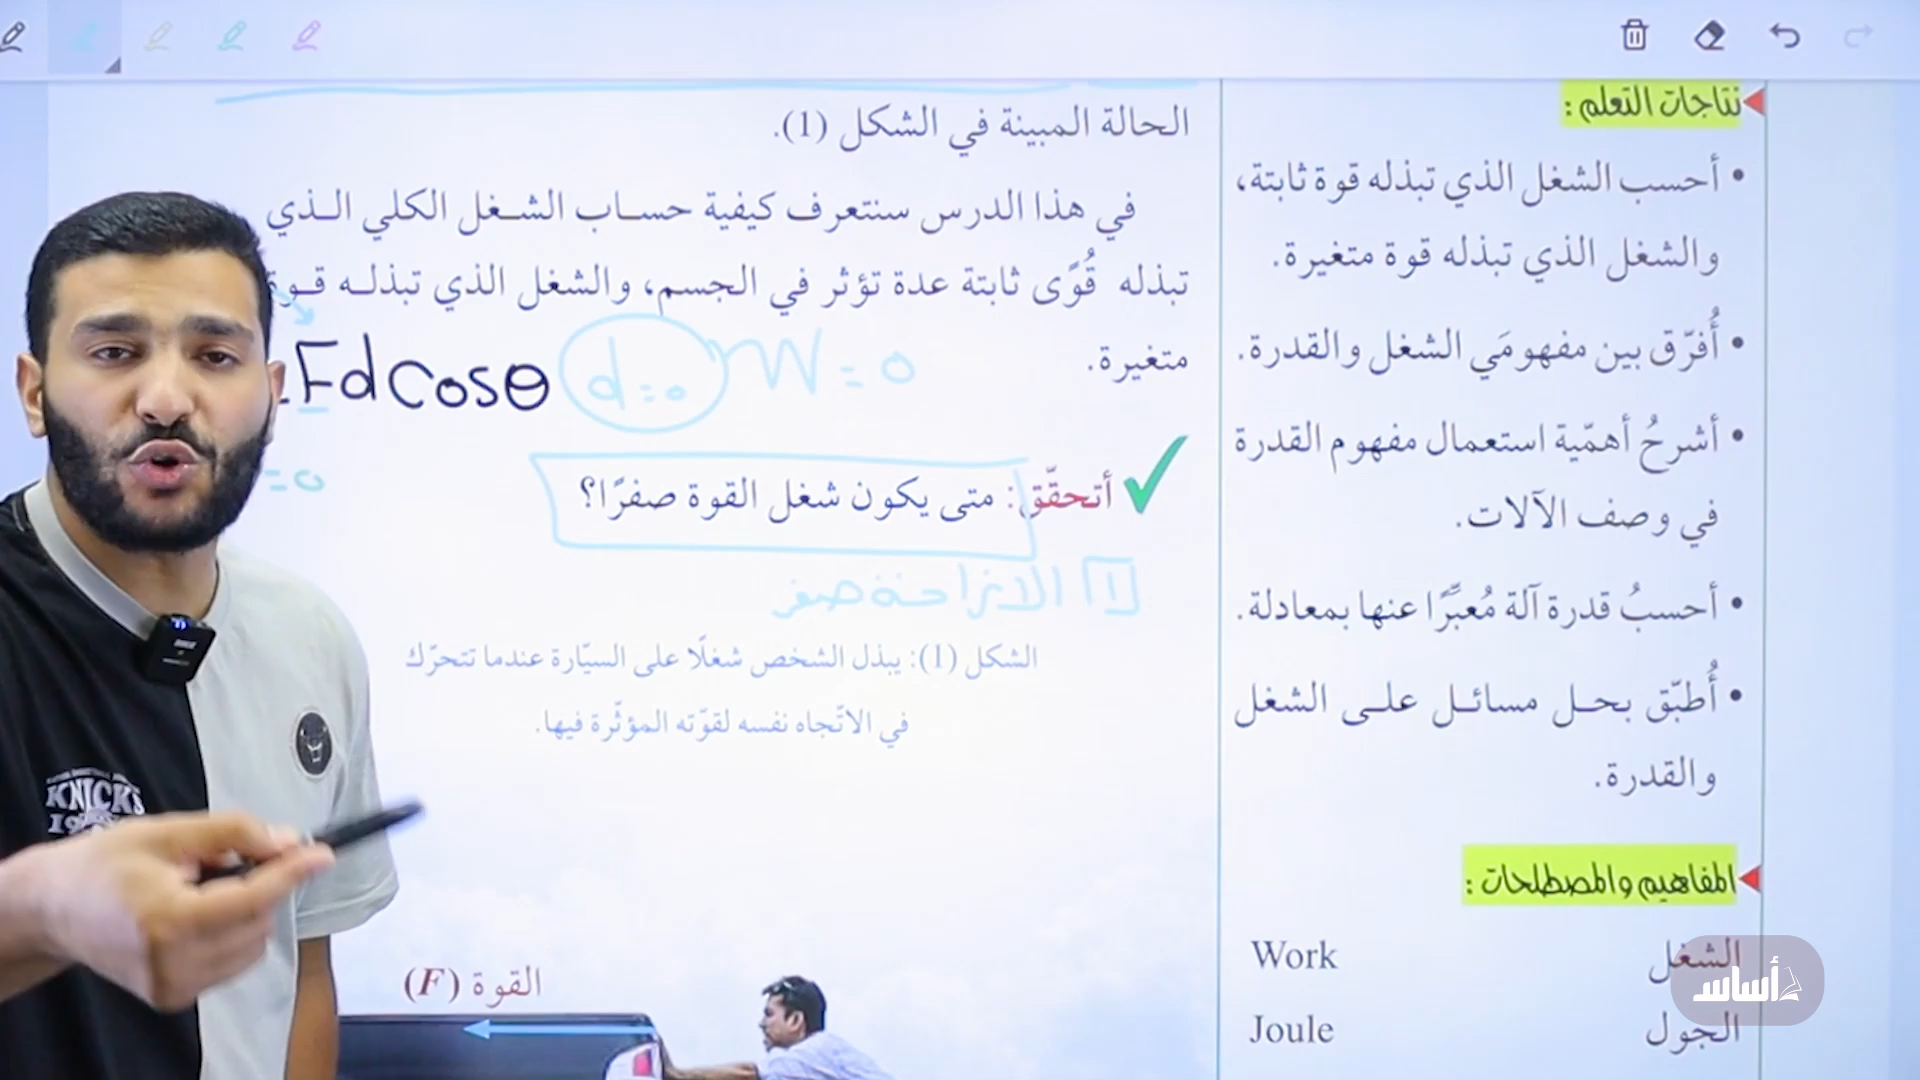 نتاجات التعلم :
• أحسب الشغل الذي تبذله قوة ثابتة،
والشغل الذي تبذله قوة متغيرة.
• أُفرّق بين مفهومَي الشغل والقدرة.
• أشرحُ أهمّية استعمال مفهوم القدرة
في وصف الآلات.
• أحسبُ قدرة آلة مُعبِّرًا عنها بمعادلة.
• أُطبّق بحل مسائل على الشغل
والقدرة.
المفاهيم والمصطلحات :
الشغل Work
الجول Joule
الحالة المبينة في الشكل (1).
في هذا الدرس سنتعرف كيفية حساب الشغل الكلي الذي
تبذله قُوًى ثابتة عدة تؤثر في الجسم، والشغل الذي تبذله قوة
متغيرة.
Fd cosθ d=0 W=0
=0
✓ أتحقّق: متى يكون شغل القوة صفرًا؟
1 الازاحة صفر
الشكل (1): يبذل الشخص شغلًا على السيّارة عندما تتحرّك
في الاتّجاه نفسه لقوّته المؤثّرة فيها.
القوة (F)
KNICKS
أساس